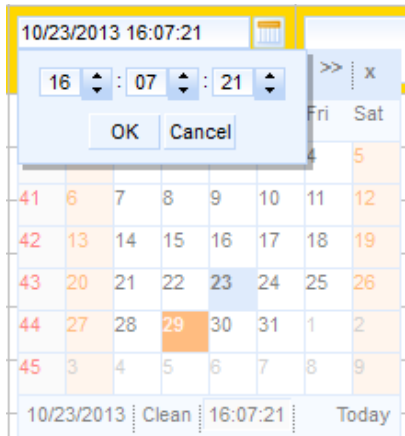 10/23/2013 16:07:21
>> x
16 : 07 : 21
Fri Sat
OK Cancel
4 5
41 6 7 8 9 10 11 12
42 13 14 15 16 17 18 19
43 20 21 22 23 24 25 26
44 27 28 29 30 31 1 2
45 3 4 5 6 7 8 9
10/23/2013 Clean 16:07:21 Today